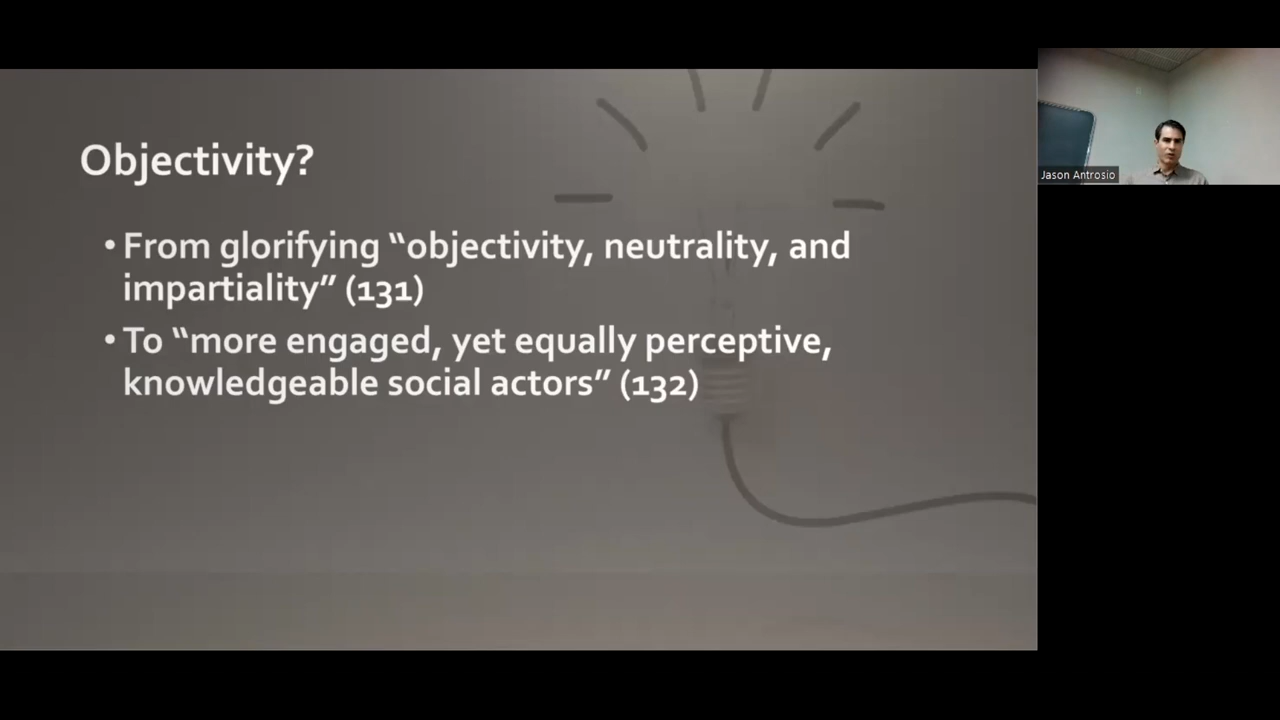 Objectivity?
• From glorifying “objectivity, neutrality, and
impartiality” (131)
• To “more engaged, yet equally perceptive,
knowledgeable social actors” (132)
Jason Antrosio